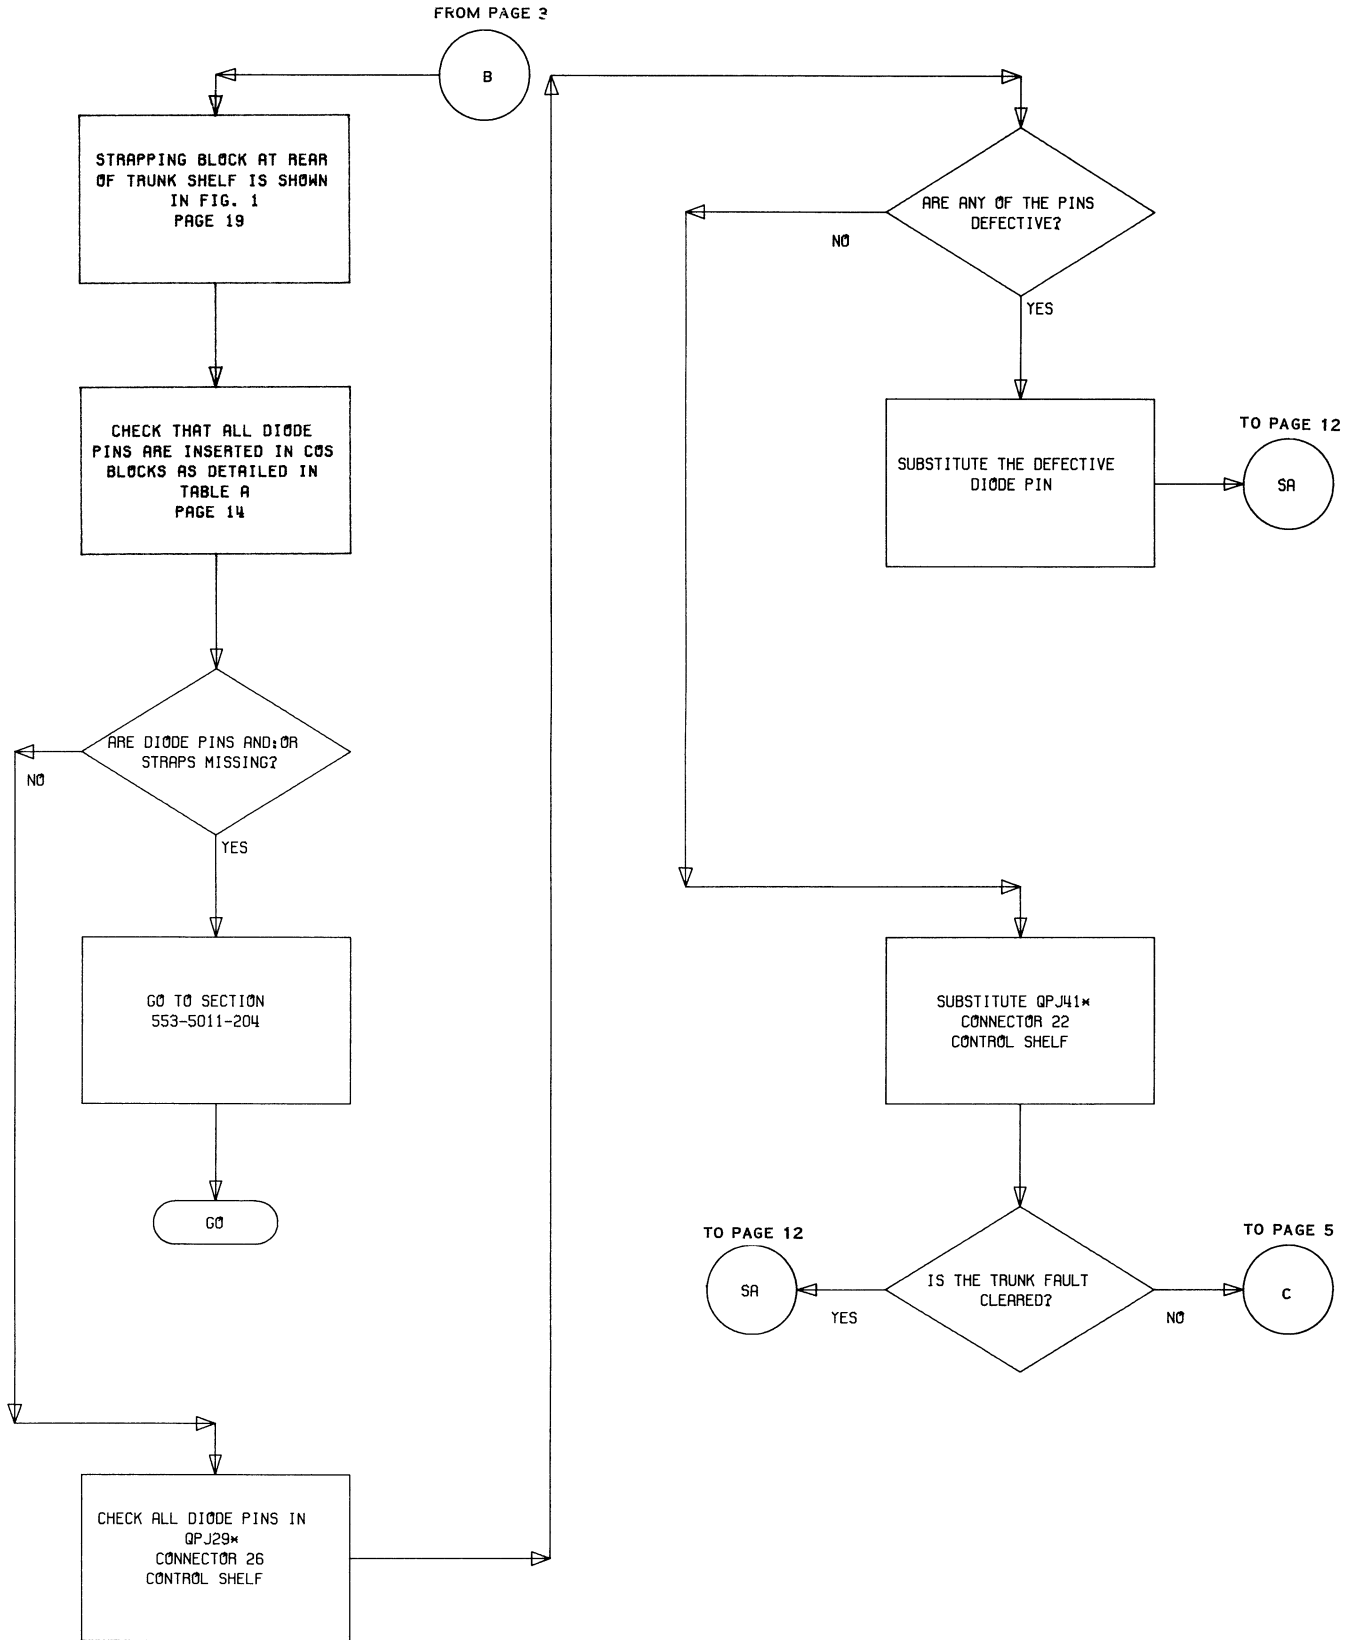 FROM PAGE 3
B
STRAPPING BLOCK AT REAR
OF TRUNK SHELF IS SHOWN
IN FIG. 1
PAGE 19
CHECK THAT ALL DIODE
PINS ARE INSERTED IN COS
BLOCKS AS DETAILED IN
TABLE A
PAGE 14
ARE DIODE PINS AND:OR
STRAPS MISSING?
NO
YES
GO TO SECTION
553-5011-204
GO
CHECK ALL DIODE PINS IN
QPJ29*
CONNECTOR 26
CONTROL SHELF
ARE ANY OF THE PINS
DEFECTIVE?
NO
YES
SUBSTITUTE THE DEFECTIVE
DIODE PIN
TO PAGE 12
SA
SUBSTITUTE QPJ41*
CONNECTOR 22
CONTROL SHELF
IS THE TRUNK FAULT
CLEARED?
TO PAGE 12
SA
YES
NO
TO PAGE 5
C